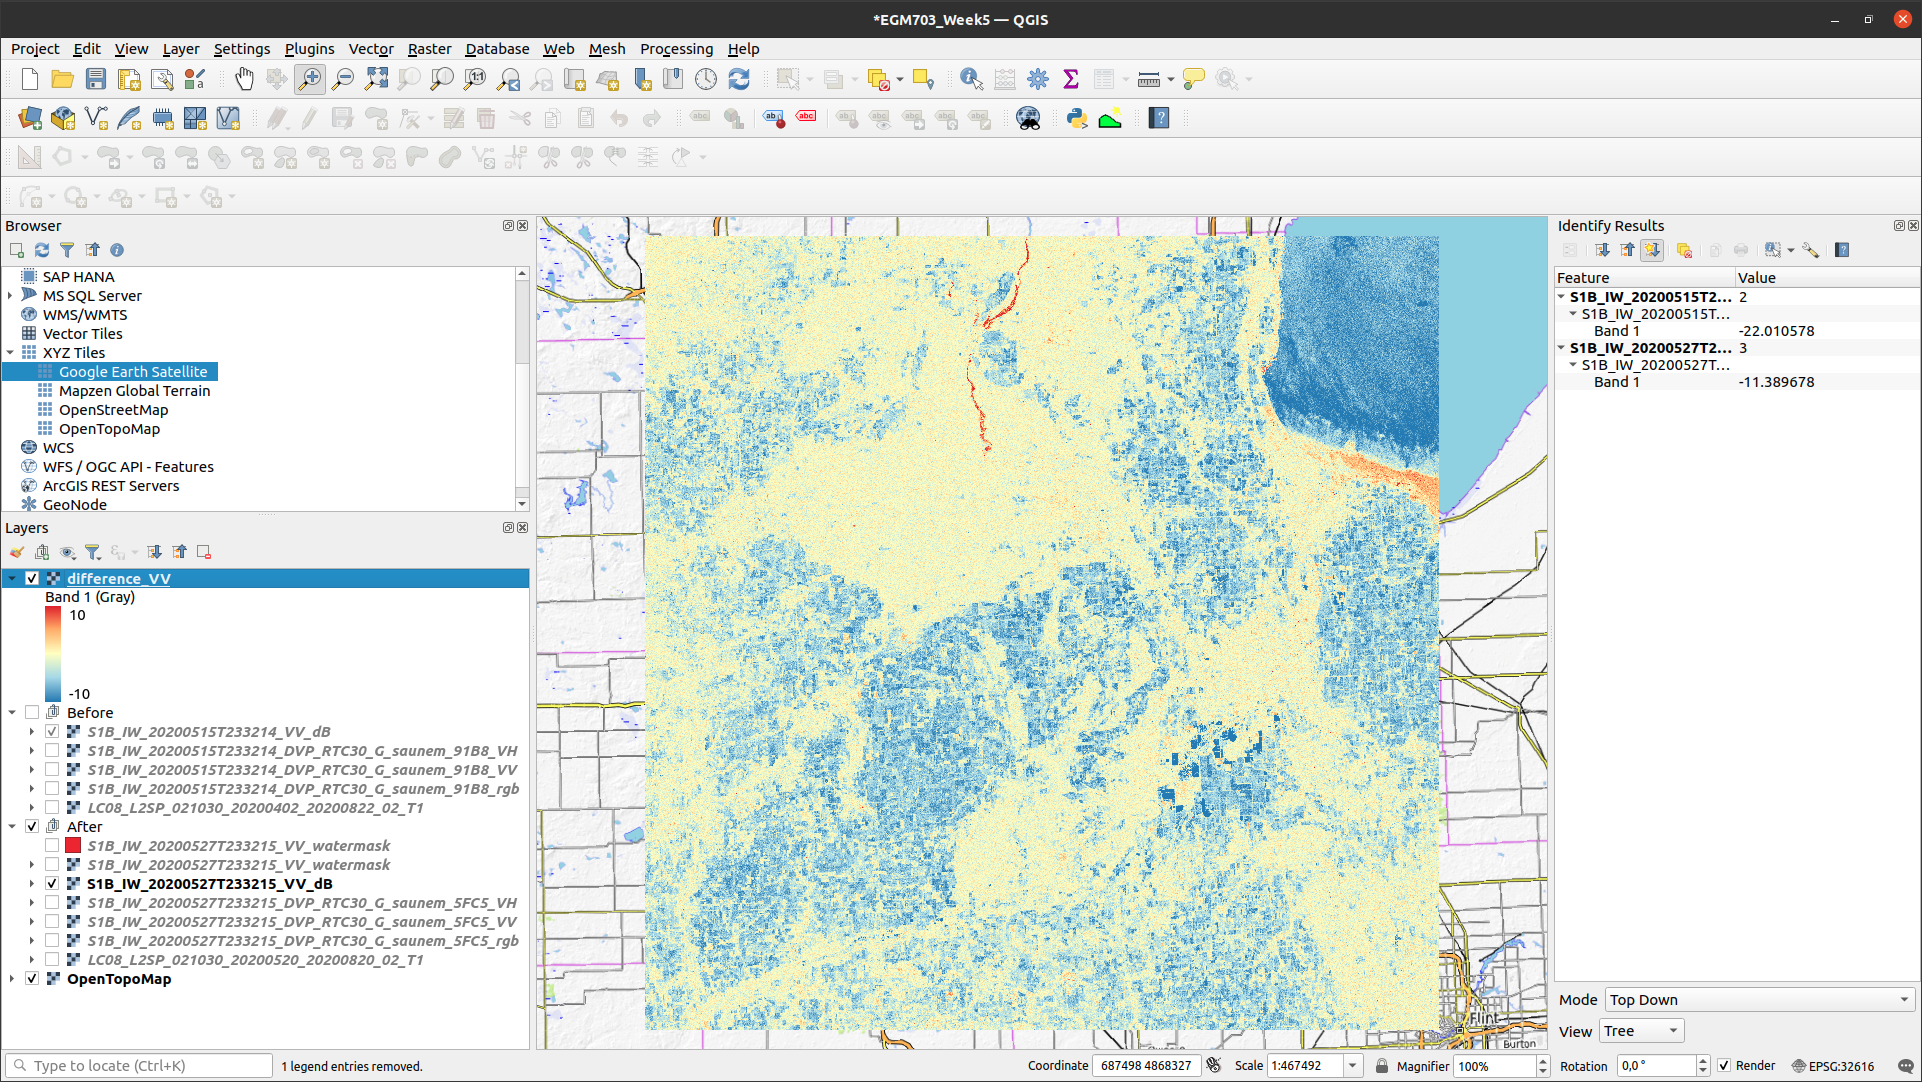 *EGM703_Week5 — QGIS
Project Edit View Layer Settings Plugins Vector Raster Database Web Mesh Processing Help
Browser
SAP HANA
MS SQL Server
WMS/WMTS
Vector Tiles
XYZ Tiles
Google Earth Satellite
Mapzen Global Terrain
OpenStreetMap
OpenTopoMap
WCS
WFS / OGC API - Features
ArcGIS REST Servers
GeoNode
Layers
difference_VV
Band 1 (Gray)
10
-10
Before
S1B_IW_20200515T233214_VV_dB
S1B_IW_20200515T233214_DVP_RTC30_G_saunem_91B8_VH
S1B_IW_20200515T233214_DVP_RTC30_G_saunem_91B8_VV
S1B_IW_20200515T233214_DVP_RTC30_G_saunem_91B8_rgb
LC08_L2SP_021030_20200402_20200822_02_T1
After
S1B_IW_20200527T233215_VV_watermask
S1B_IW_20200527T233215_VV_watermask
S1B_IW_20200527T233215_VV_dB
S1B_IW_20200527T233215_DVP_RTC30_G_saunem_5FC5_VH
S1B_IW_20200527T233215_DVP_RTC30_G_saunem_5FC5_VV
S1B_IW_20200527T233215_DVP_RTC30_G_saunem_5FC5_rgb
LC08_L2SP_021030_20200520_20200820_02_T1
OpenTopoMap
Flint
Burton
Identify Results
Feature Value
S1B_IW_20200515T2... 2
S1B_IW_20200515T...
Band 1 -22.010578
S1B_IW_20200527T2... 3
S1B_IW_20200527T...
Band 1 -11.389678
Mode Top Down
View Tree
Type to locate (Ctrl+K) 1 legend entries removed. Coordinate 687498 4868327 Scale 1:467492 Magnifier 100% Rotation 0,0 ° Render EPSG:32616